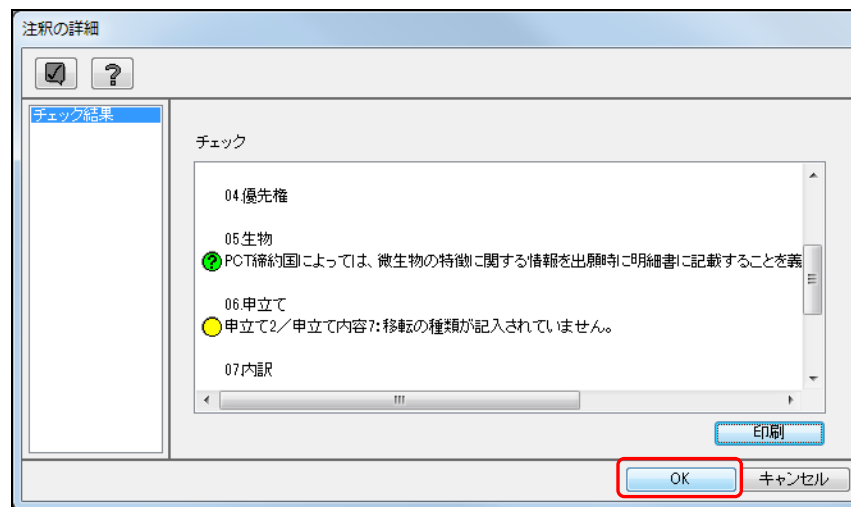 注釈の詳細
チェック結果
チェック
04.優先権
05.生物
PCT締約国によっては、微生物の特徴に関する情報を出願時に明細書に記載することを義
06.申立て
申立て2／申立て内容7:移転の種類が記入されていません。
07.内訳
印刷
OK
キャンセル